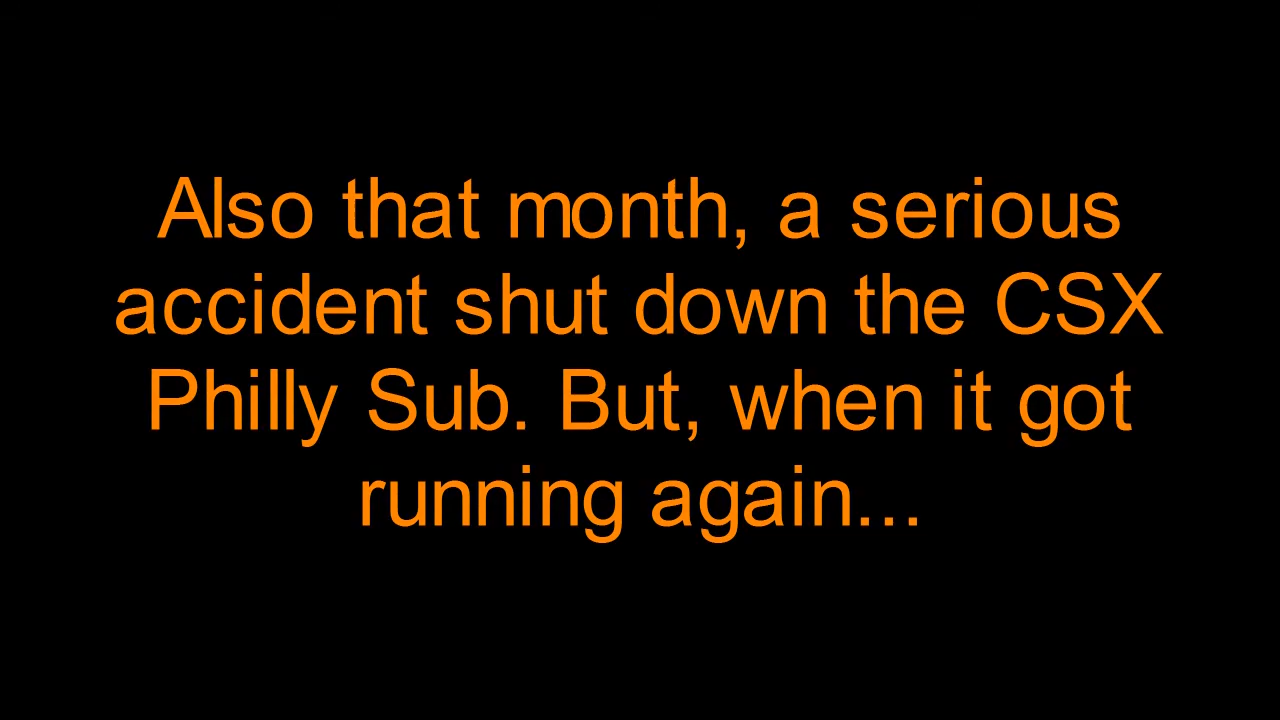 Also that month, a serious
accident shut down the CSX
Philly Sub. But, when it got
running again...